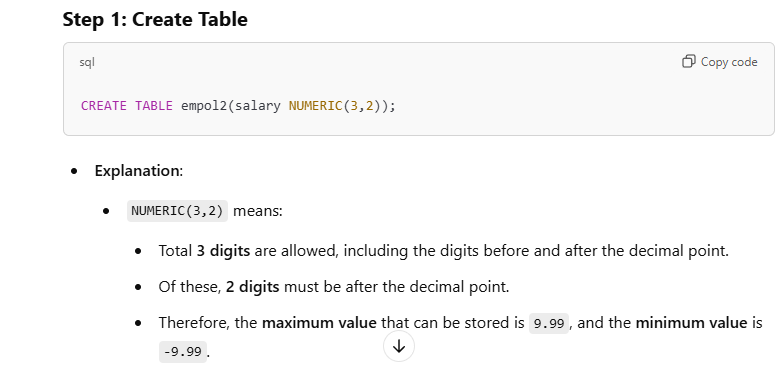 Step 1: Create Table
sql
Copy code
CREATE TABLE empol2(salary NUMERIC(3,2));
• Explanation:
• NUMERIC(3,2) means:
• Total 3 digits are allowed, including the digits before and after the decimal point.
• Of these, 2 digits must be after the decimal point.
• Therefore, the maximum value that can be stored is 9.99, and the minimum value is
-9.99.